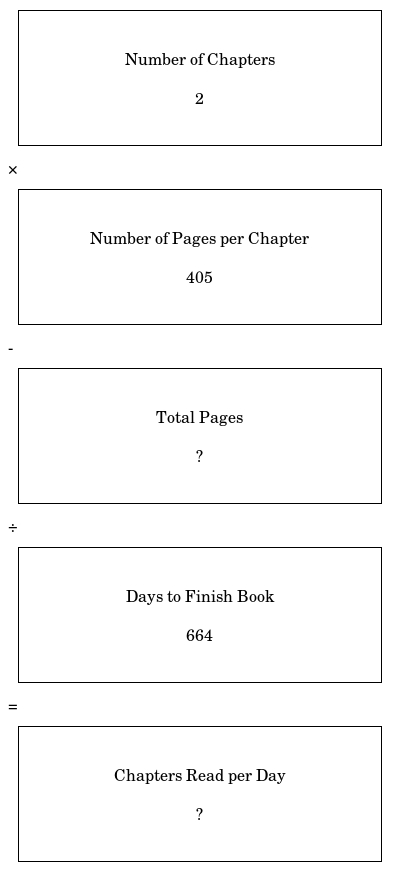 Number of Chapters
2
×
Number of Pages per Chapter
405
-
Total Pages
?
÷
Days to Finish Book
664
=
Chapters Read per Day
?